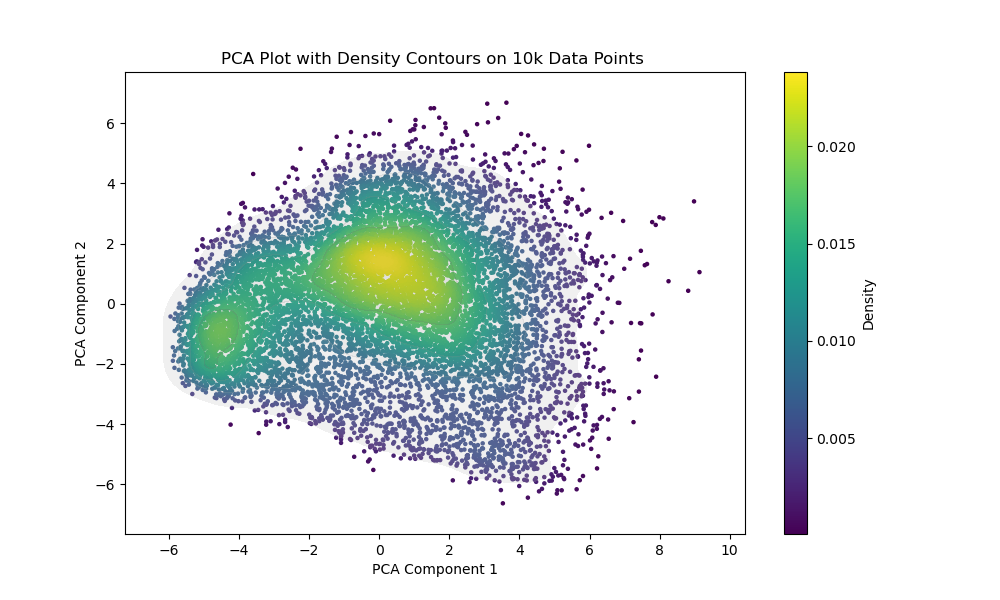 PCA Plot with Density Contours on 10k Data Points
6
4
2
0
−2
−4
−6
PCA Component 2
−6 −4 −2 0 2 4 6 8 10
PCA Component 1
0.020
0.015
0.010
0.005
Density